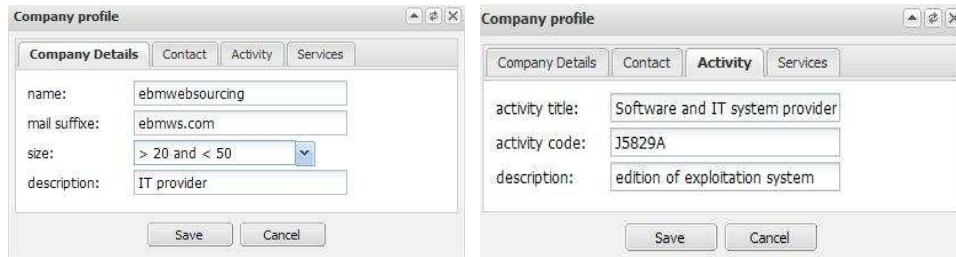 Company profile
Company Details Contact Activity Services
name: ebmwebsourcing
mail suffixe: ebmws.com
size: > 20 and < 50
description: IT provider
Save Cancel
Company profile
Company Details Contact Activity Services
activity title: Software and IT system provider
activity code: J5829A
description: edition of exploitation system
Save Cancel